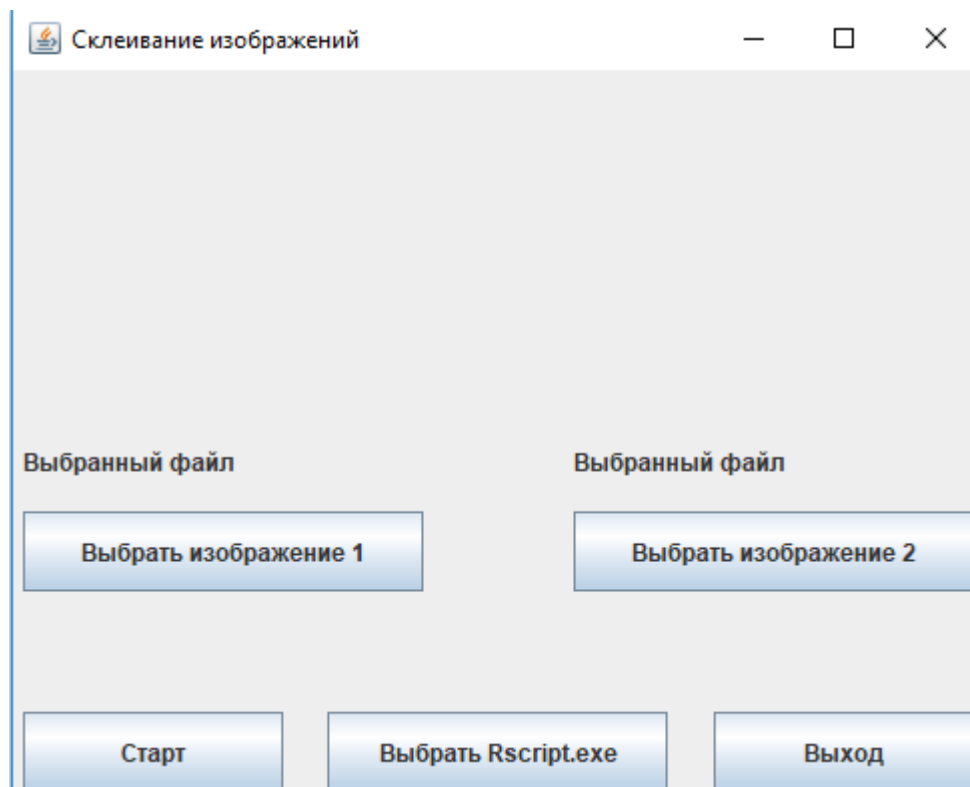 Склеивание изображений
Выбранный файл Выбранный файл
Выбрать изображение 1 Выбрать изображение 2
Старт Выбрать Rscript.exe Выход